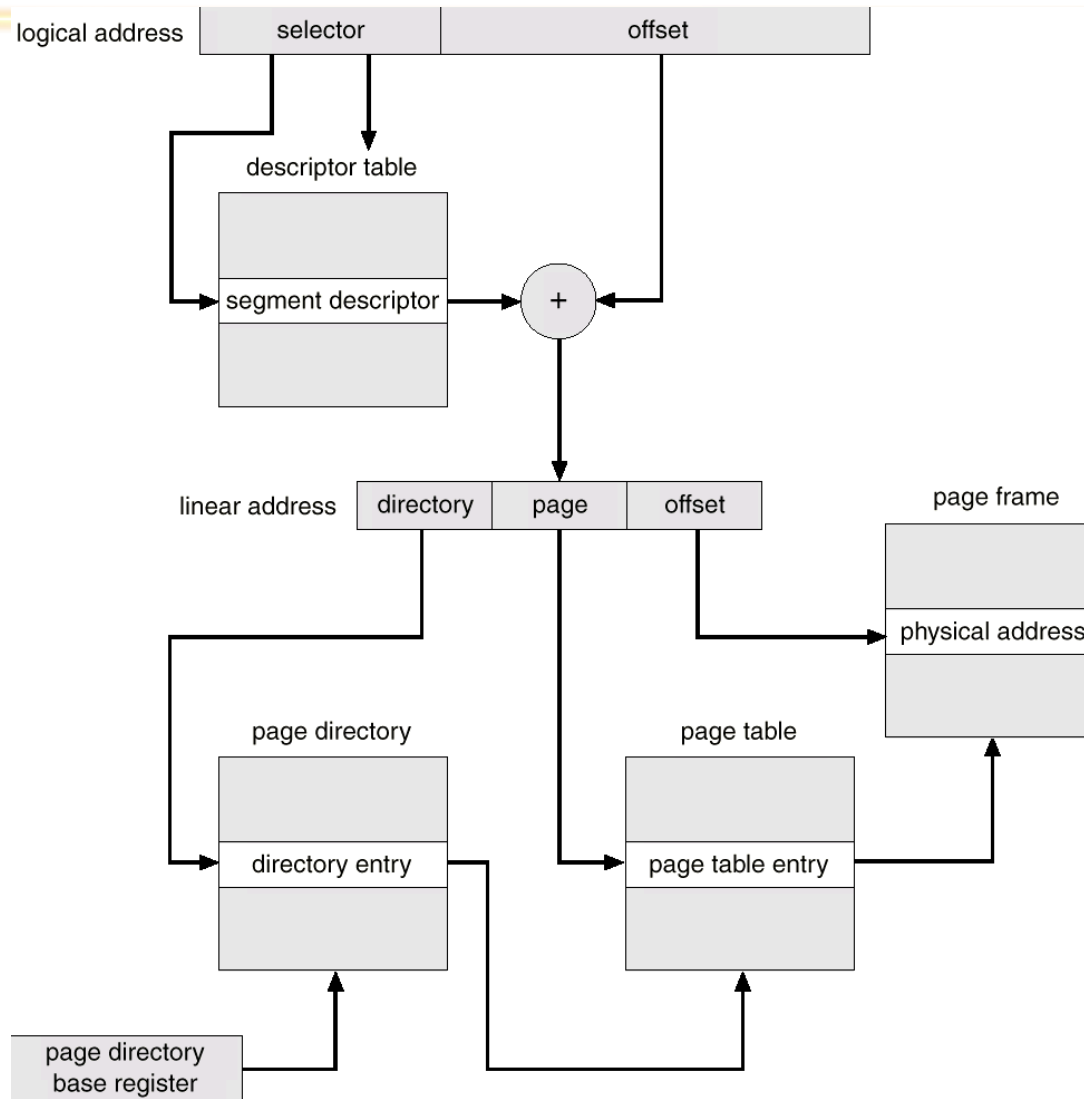 logical address
selector
offset
descriptor table
segment descriptor
+
linear address
directory
page
offset
page frame
physical address
page directory
page table
directory entry
page table entry
page directory
base register